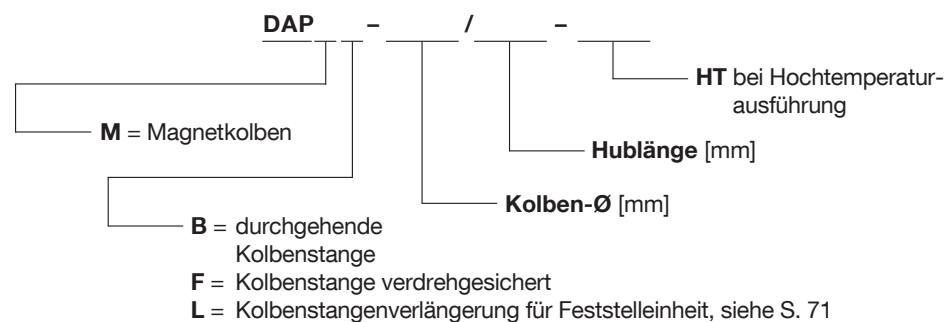 DAP – / –
HT bei Hochtemperatur-
ausführung
M = Magnetkolben
Hublänge [mm]
Kolben-Ø [mm]
B = durchgehende
Kolbenstange
F = Kolbenstange verdrehgesichert
L = Kolbenstangenverlängerung für Feststelleinheit, siehe S. 71